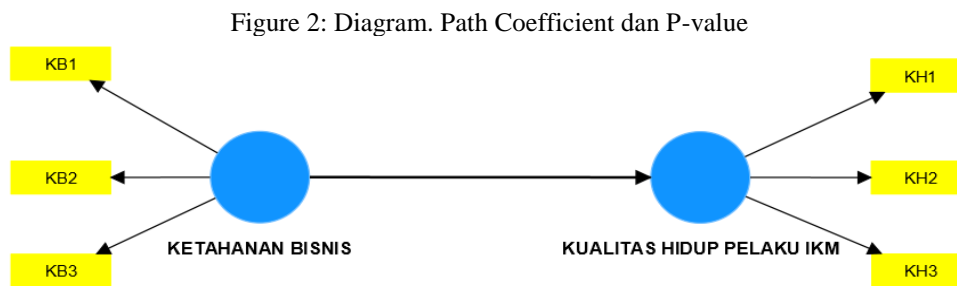 Figure 2: Diagram. Path Coefficient dan P-value
KB1
KH1
KB2
KH2
KETAHANAN BISNIS
KUALITAS HIDUP PELAKU IKM
KB3
KH3